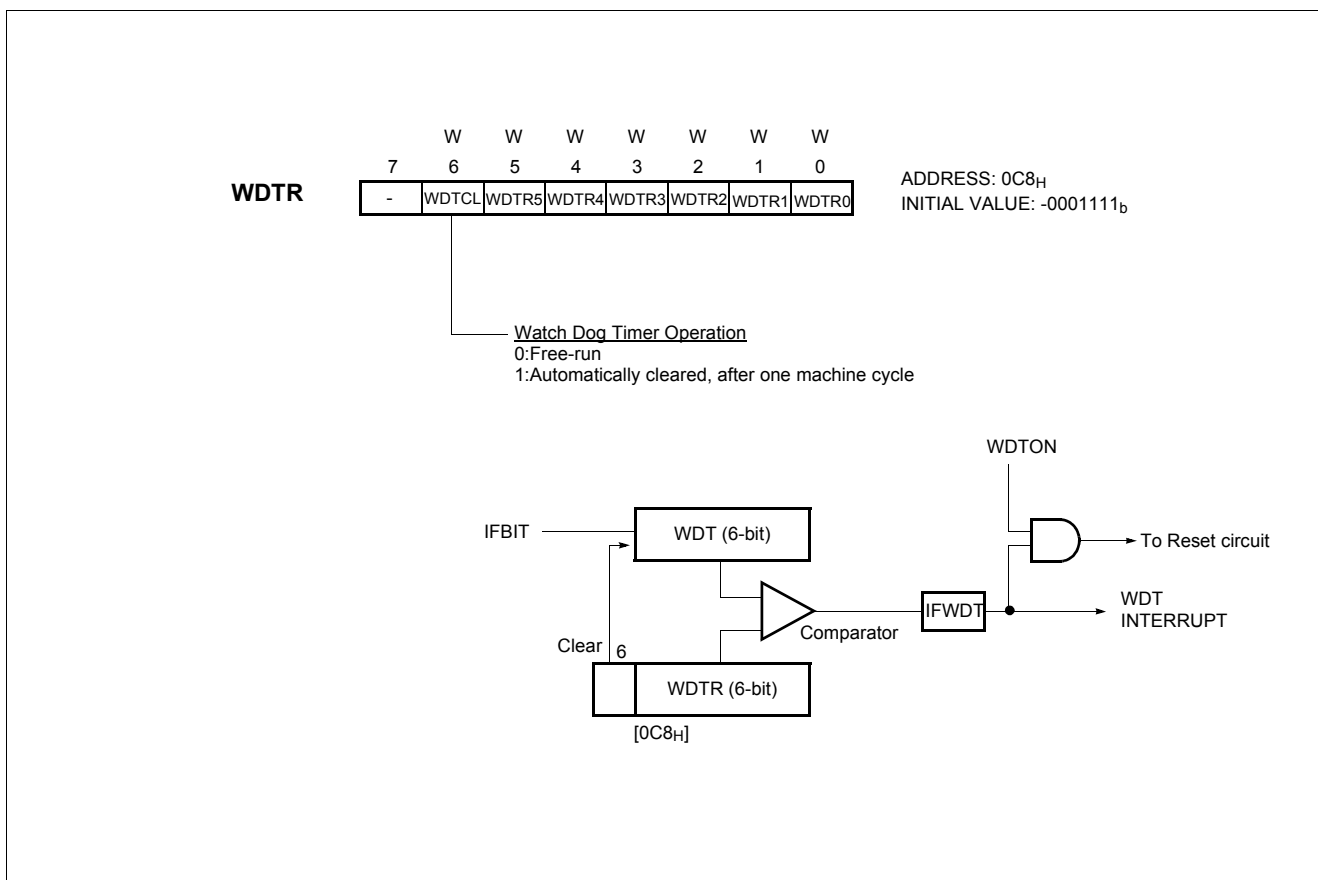 W W W W W W W
7 6 5 4 3 2 1 0
WDTR
- WDTCL WDTR5 WDTR4 WDTR3 WDTR2 WDTR1 WDTR0
ADDRESS: 0C8H
INITIAL VALUE: -0001111b
Watch Dog Timer Operation
0:Free-run
1:Automatically cleared, after one machine cycle
WDTON
IFBIT
WDT (6-bit)
To Reset circuit
IFWDT
WDT
INTERRUPT
Comparator
Clear
6
WDTR (6-bit)
[0C8H]